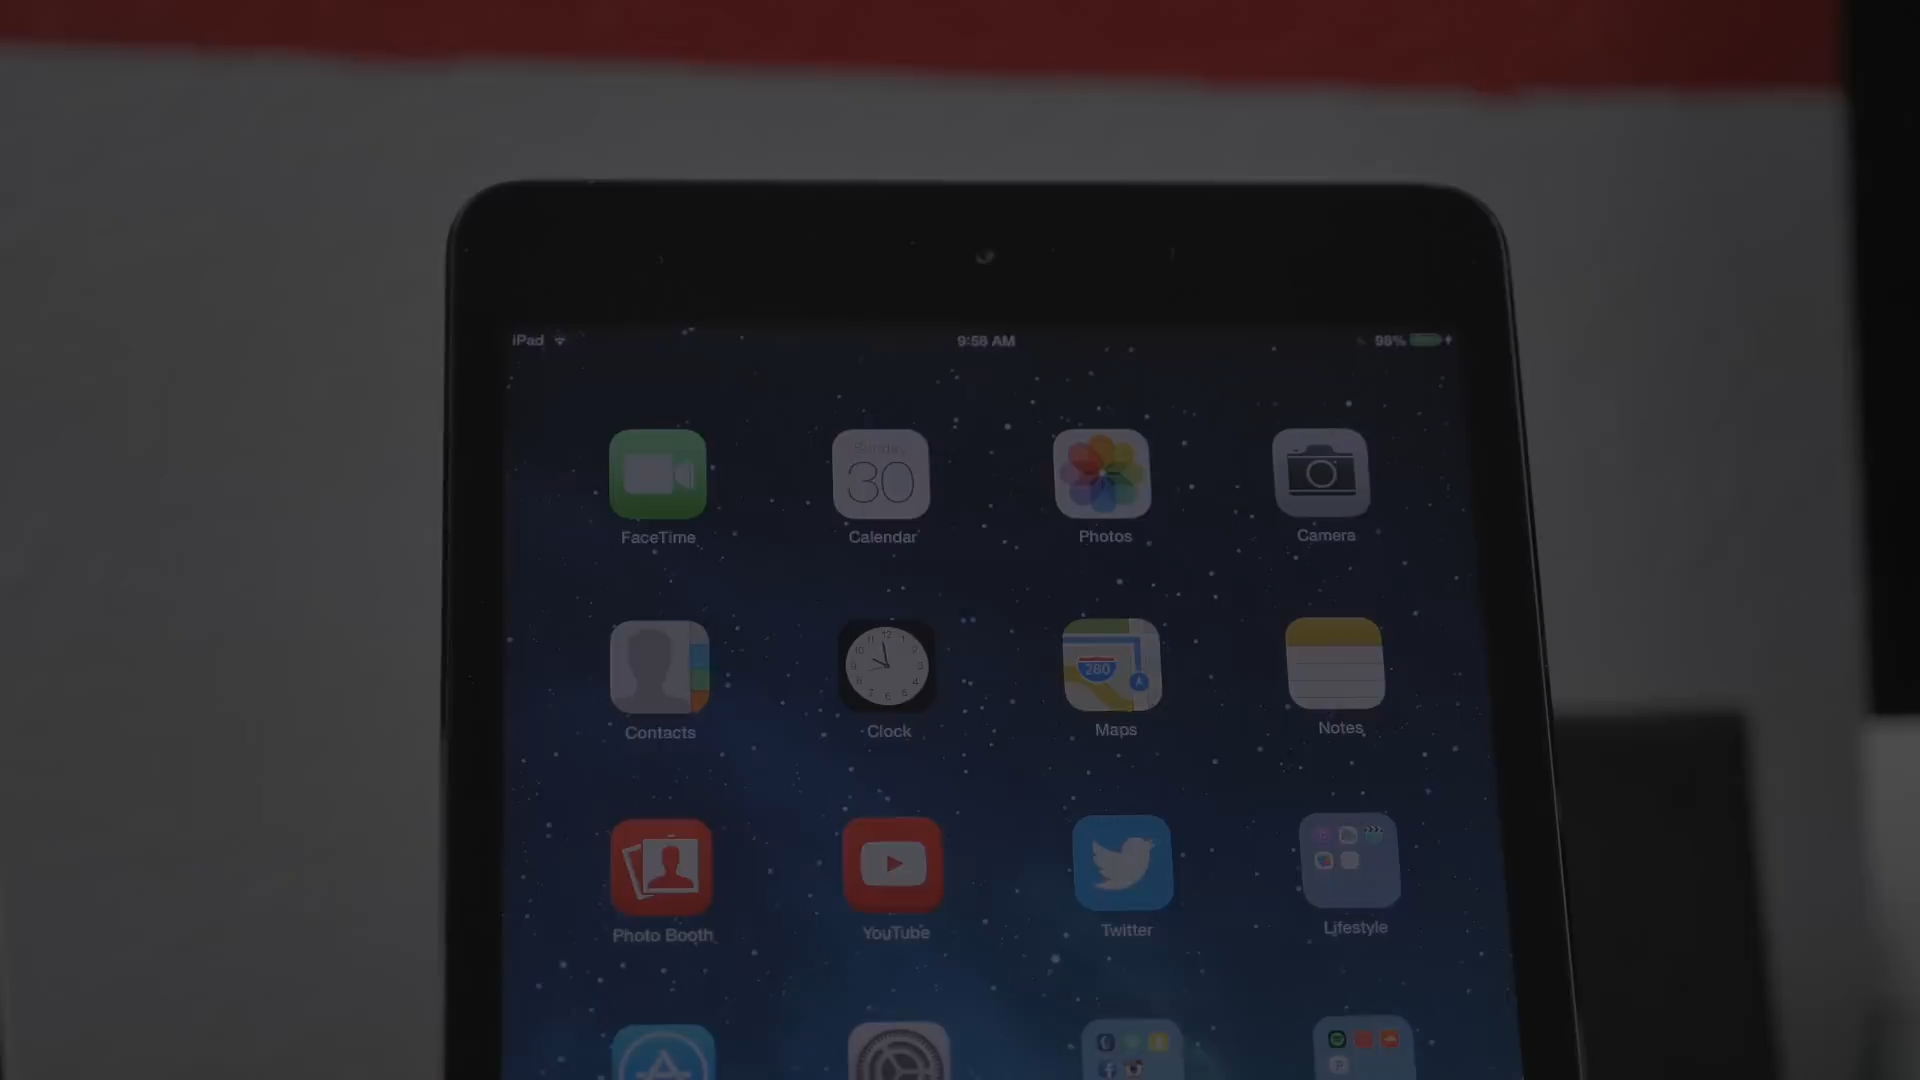 iPad 9:58 AM 98%
Sunday
30
FaceTime Calendar Photos Camera
280
Contacts Clock Maps Notes
Photo Booth YouTube Twitter Lifestyle